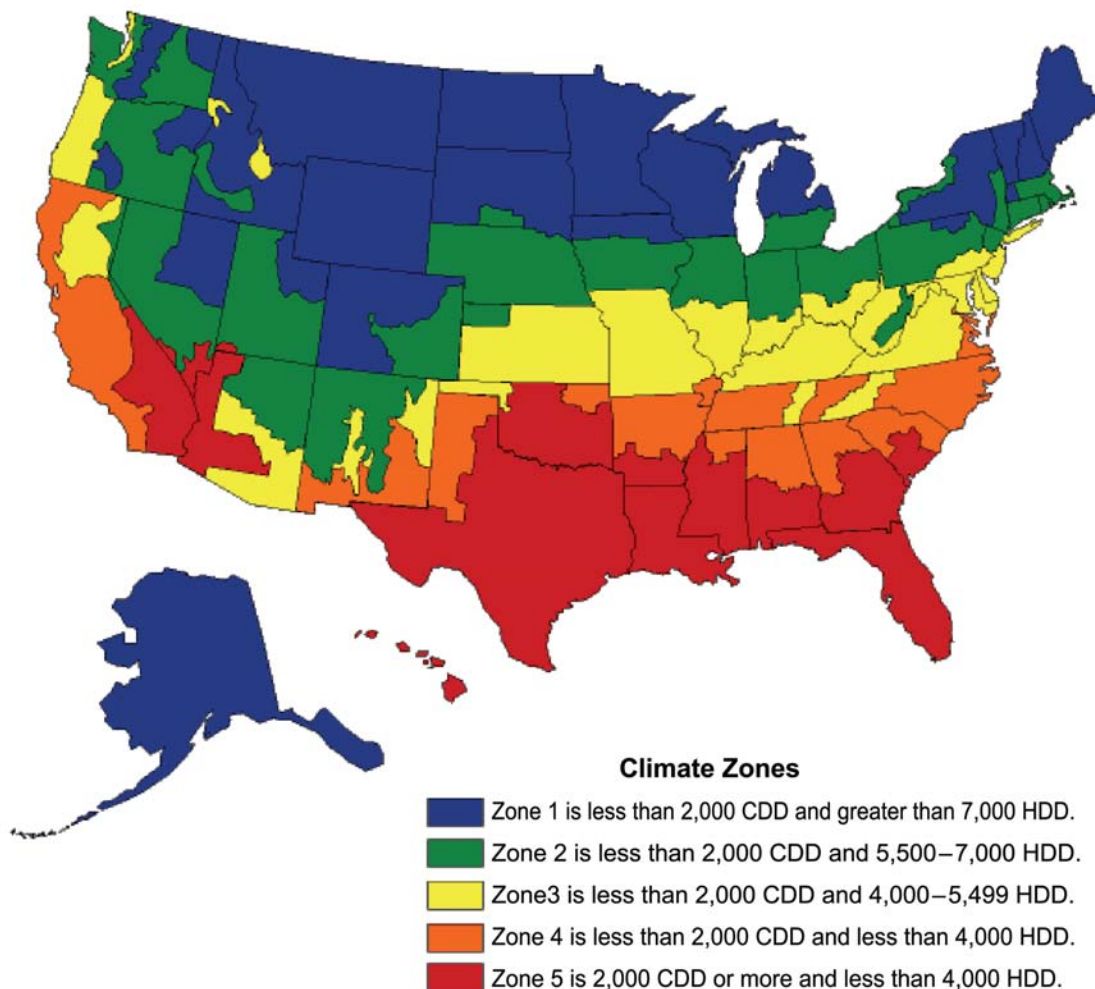 Climate Zones
Zone 1 is less than 2,000 CDD and greater than 7,000 HDD.
Zone 2 is less than 2,000 CDD and 5,500–7,000 HDD.
Zone3 is less than 2,000 CDD and 4,000–5,499 HDD.
Zone 4 is less than 2,000 CDD and less than 4,000 HDD.
Zone 5 is 2,000 CDD or more and less than 4,000 HDD.